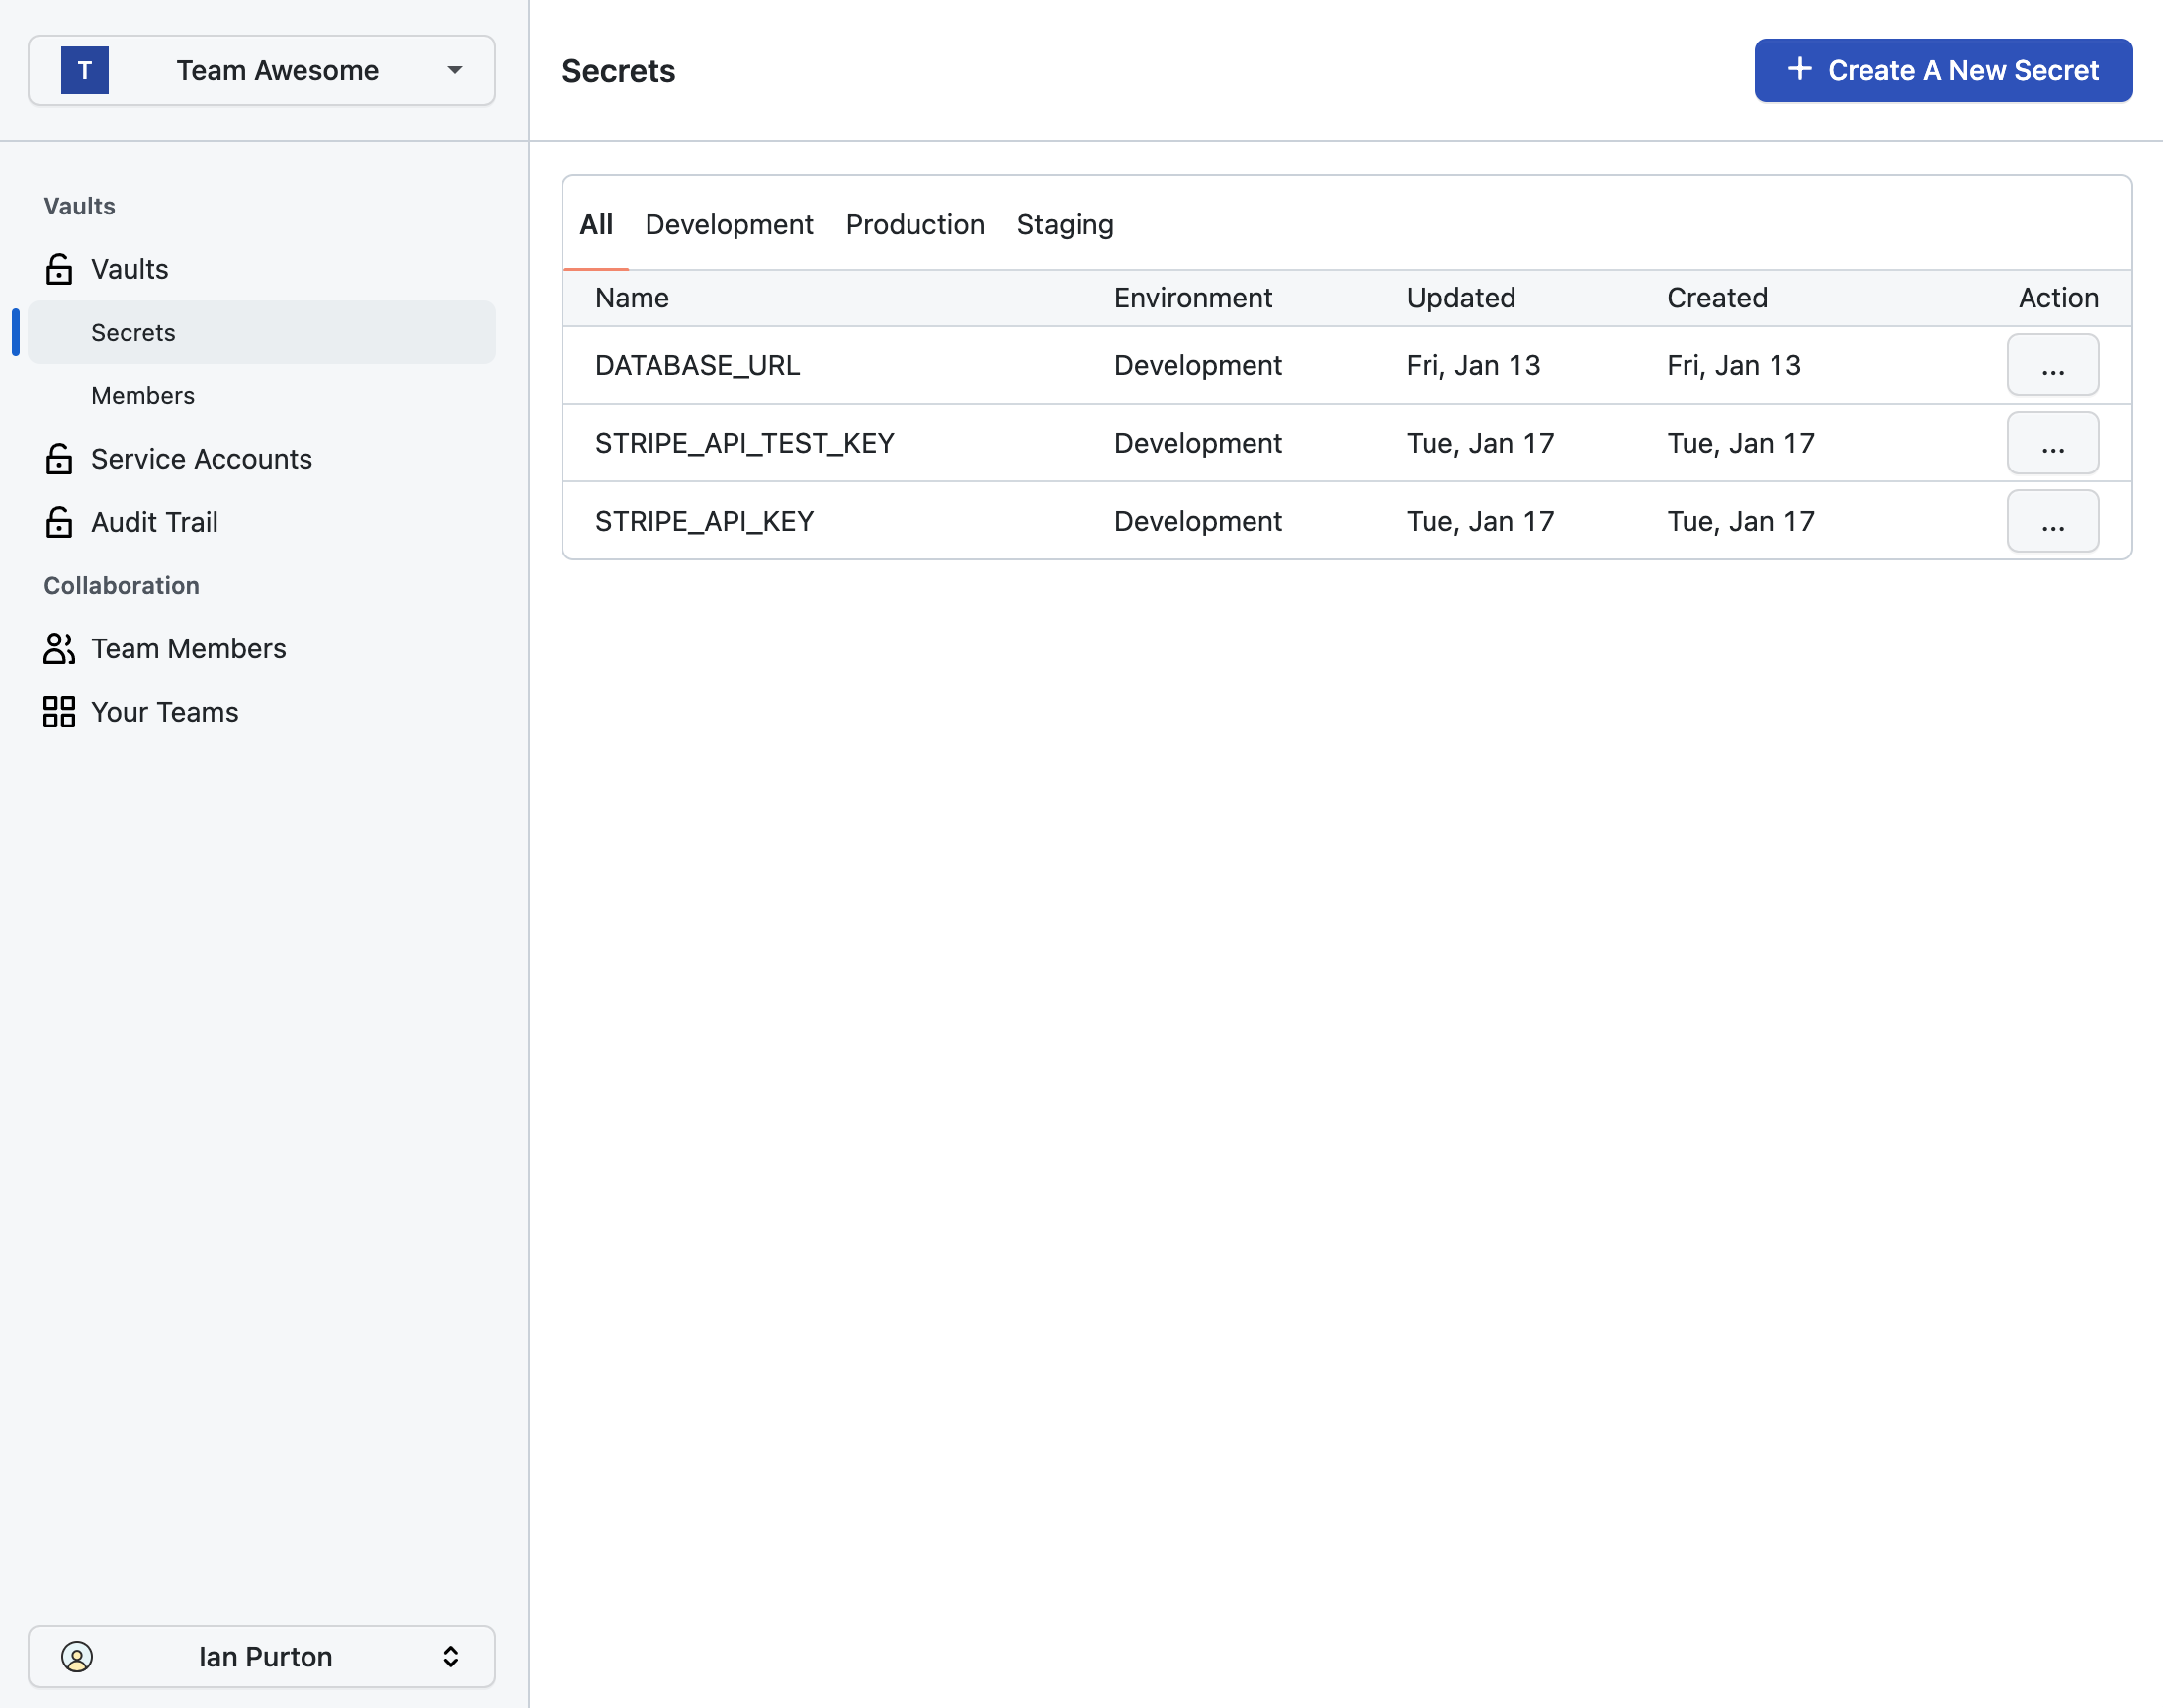 T Team Awesome
Secrets
+ Create A New Secret
Vaults
Vaults
Secrets
Members
Service Accounts
Audit Trail
Collaboration
Team Members
Your Teams
All Development Production Staging
Name Environment Updated Created Action
DATABASE_URL Development Fri, Jan 13 Fri, Jan 13 ...
STRIPE_API_TEST_KEY Development Tue, Jan 17 Tue, Jan 17 ...
STRIPE_API_KEY Development Tue, Jan 17 Tue, Jan 17 ...
Ian Purton